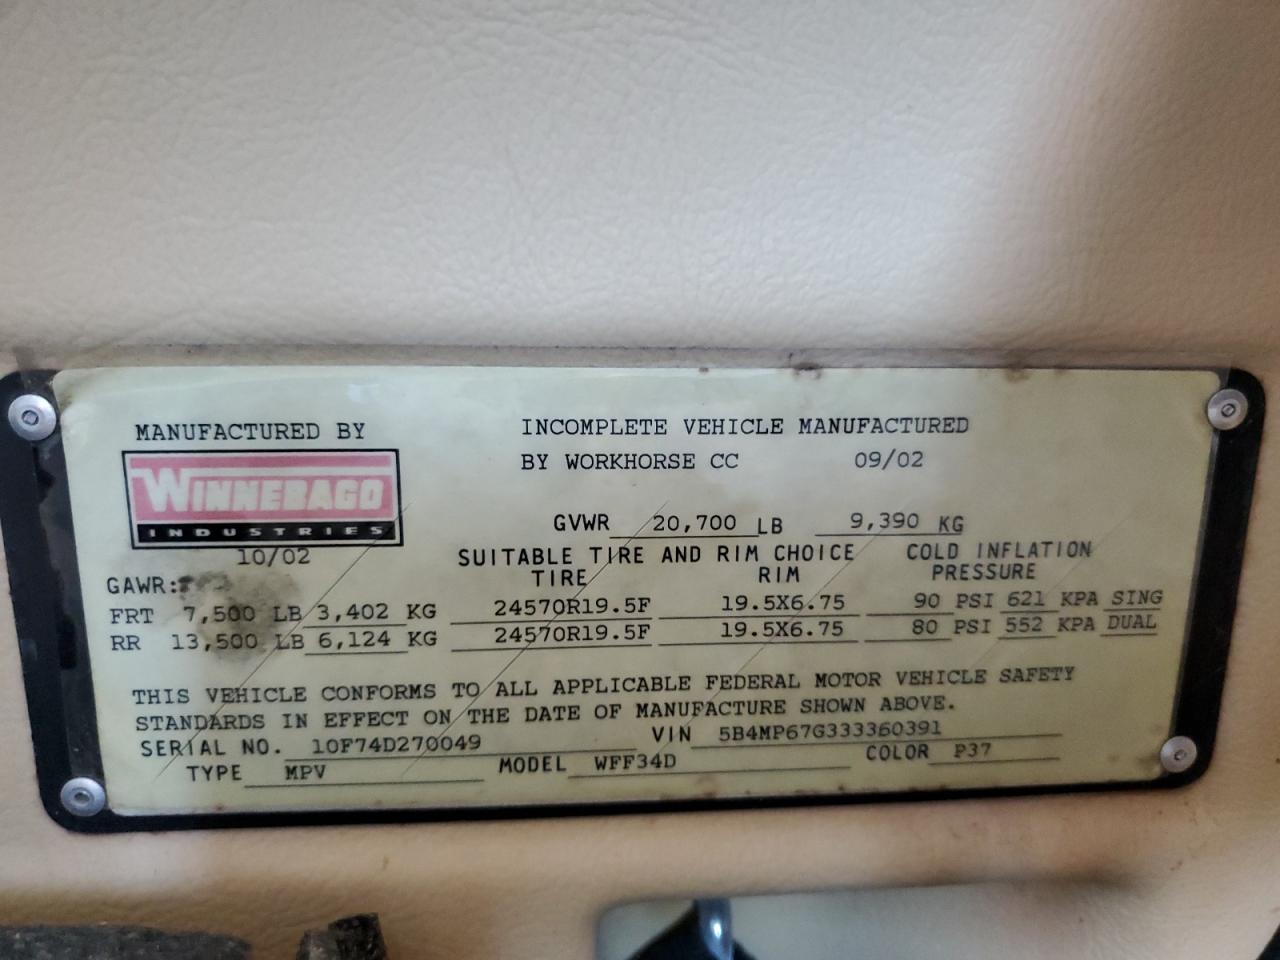 MANUFACTURED BY
WINNEBAGO
INDUSTRIES
10/02
INCOMPLETE VEHICLE MANUFACTURED
BY WORKHORSE CC 09/02
GVWR 20,700 LB 9,390 KG
SUITABLE TIRE AND RIM CHOICE COLD INFLATION
TIRE RIM PRESSURE
GAWR:
FRT 7,500 LB 3,402 KG 24570R19.5F 19.5X6.75 90 PSI 621 KPA SING
RR 13,500 LB 6,124 KG 24570R19.5F 19.5X6.75 80 PSI 552 KPA DUAL
THIS VEHICLE CONFORMS TO ALL APPLICABLE FEDERAL MOTOR VEHICLE SAFETY
STANDARDS IN EFFECT ON THE DATE OF MANUFACTURE SHOWN ABOVE.
SERIAL NO. 10F74D270049 VIN 5B4MP67G333360391
TYPE MPV MODEL WFF34D COLOR P37